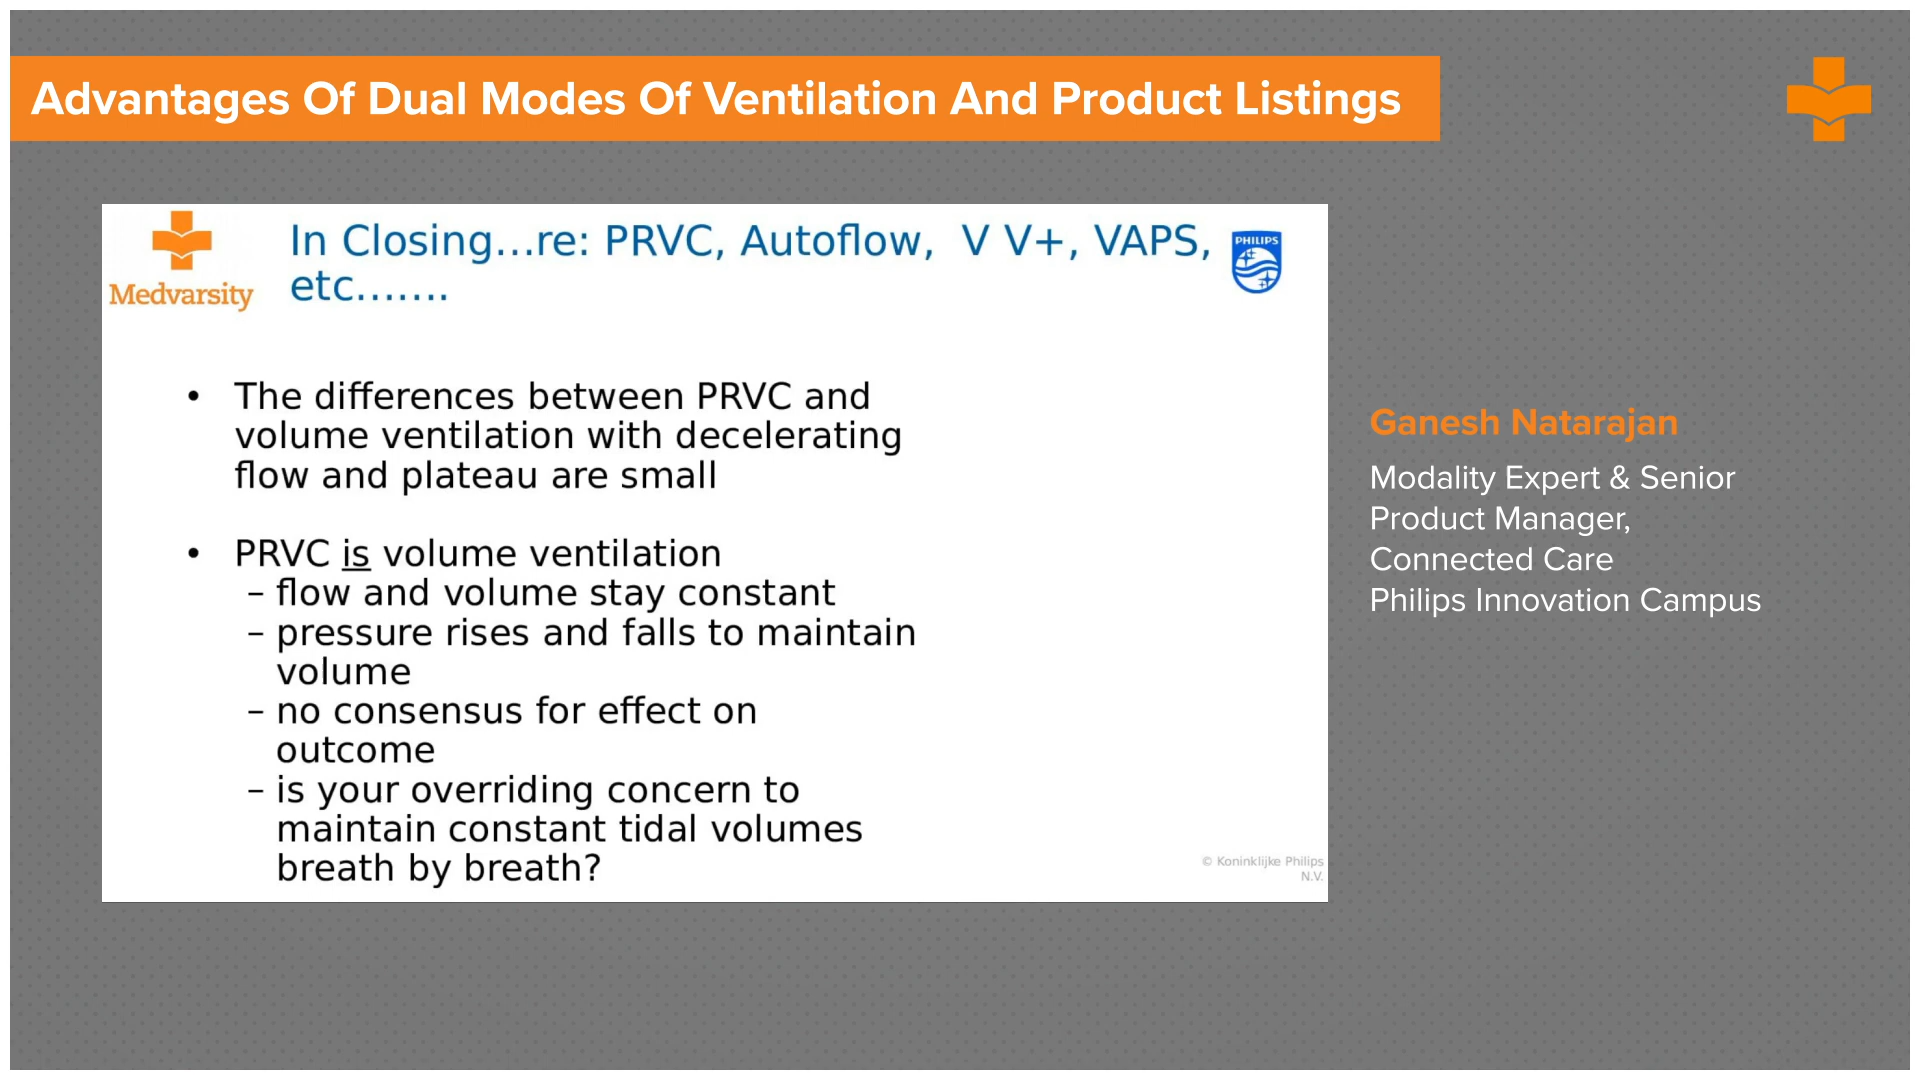 Advantages Of Dual Modes Of Ventilation And Product Listings
Medvarsity
In Closing...re: PRVC, Autoflow,  V V+, VAPS,
etc.......
PHILIPS
• The differences between PRVC and
volume ventilation with decelerating
flow and plateau are small
• PRVC is volume ventilation
– flow and volume stay constant
– pressure rises and falls to maintain
volume
– no consensus for effect on
outcome
– is your overriding concern to
maintain constant tidal volumes
breath by breath?
© Koninklijke Philips
N.V.
Ganesh Natarajan
Modality Expert & Senior
Product Manager,
Connected Care
Philips Innovation Campus